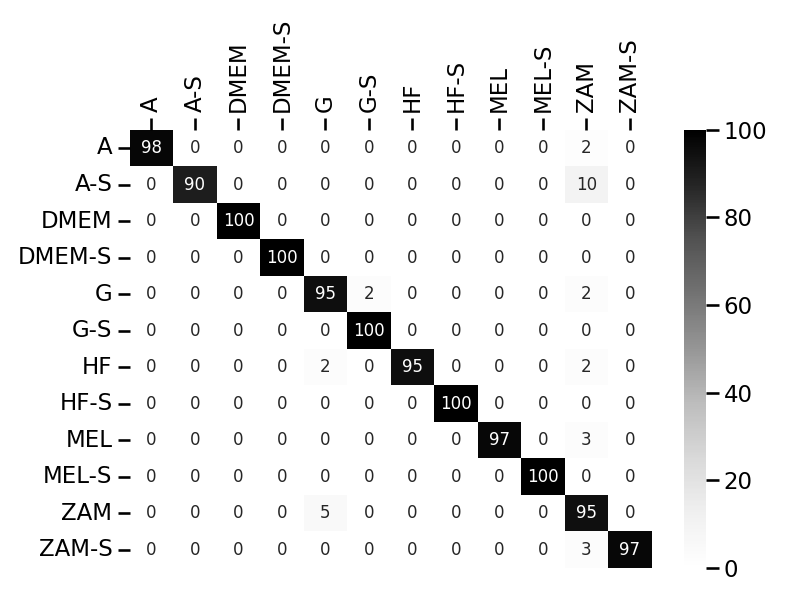 A A-S DMEM DMEM-S G G-S HF HF-S MEL MEL-S ZAM ZAM-S
A 98 0 0 0 0 0 0 0 0 0 2 0
A-S 0 90 0 0 0 0 0 0 0 0 10 0
DMEM 0 0 100 0 0 0 0 0 0 0 0 0
DMEM-S 0 0 0 100 0 0 0 0 0 0 0 0
G 0 0 0 0 95 2 0 0 0 0 2 0
G-S 0 0 0 0 0 100 0 0 0 0 0 0
HF 0 0 0 0 2 0 95 0 0 0 2 0
HF-S 0 0 0 0 0 0 0 100 0 0 0 0
MEL 0 0 0 0 0 0 0 0 97 0 3 0
MEL-S 0 0 0 0 0 0 0 0 0 100 0 0
ZAM 0 0 0 0 5 0 0 0 0 0 95 0
ZAM-S 0 0 0 0 0 0 0 0 0 0 3 97
100
80
60
40
20
0